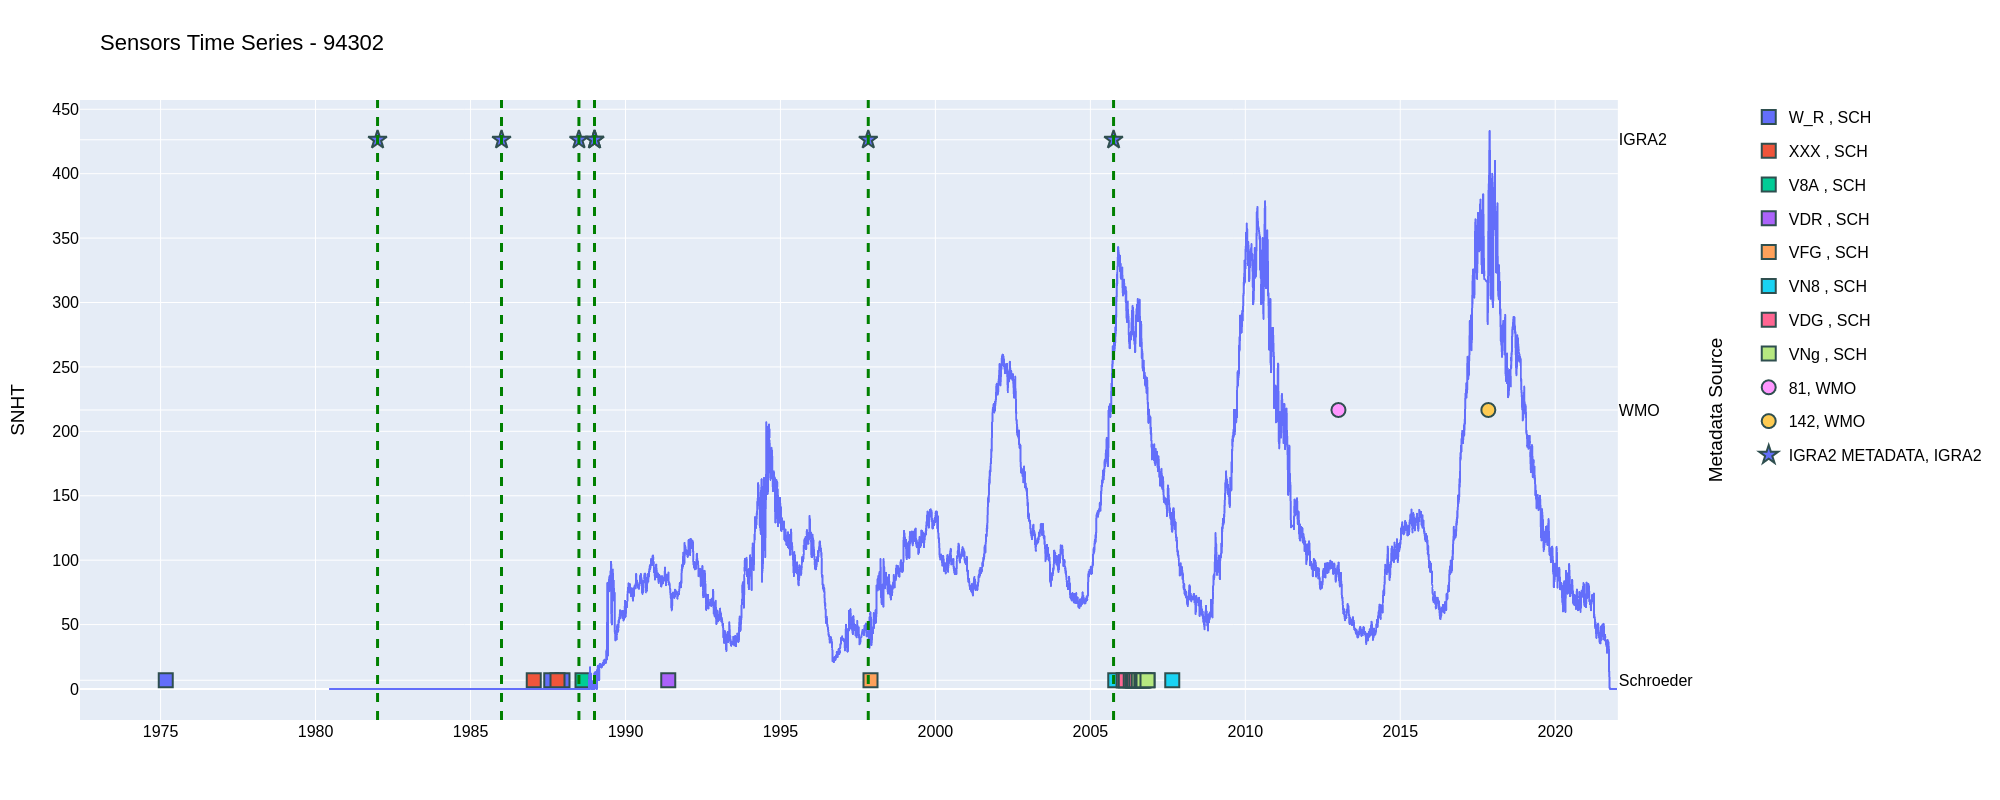 Sensors Time Series - 94302
450
400
350
300
250
200
150
100
50
0
SNHT
1975
1980
1985
1990
1995
2000
2005
2010
2015
2020
IGRA2
WMO
Schroeder
Metadata Source
W_R , SCH
XXX , SCH
V8A , SCH
VDR , SCH
VFG , SCH
VN8 , SCH
VDG , SCH
VNg , SCH
81, WMO
142, WMO
IGRA2 METADATA, IGRA2